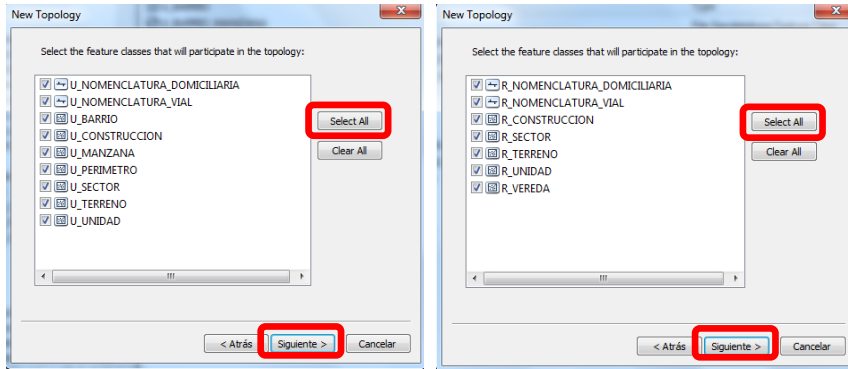 New Topology
Select the feature classes that will participate in the topology:
U_NOMENCLATURA_DOMICILIARIA
U_NOMENCLATURA_VIAL
U_BARRIO
U_CONSTRUCCION
U_MANZANA
U_PERIMETRO
U_SECTOR
U_TERRENO
U_UNIDAD
Select All
Clear All
< Atrás
Siguiente >
Cancelar
New Topology
Select the feature classes that will participate in the topology:
R_NOMENCLATURA_DOMICILIARIA
R_NOMENCLATURA_VIAL
R_CONSTRUCCION
R_SECTOR
R_TERRENO
R_UNIDAD
R_VEREDA
Select All
Clear All
< Atrás
Siguiente >
Cancelar